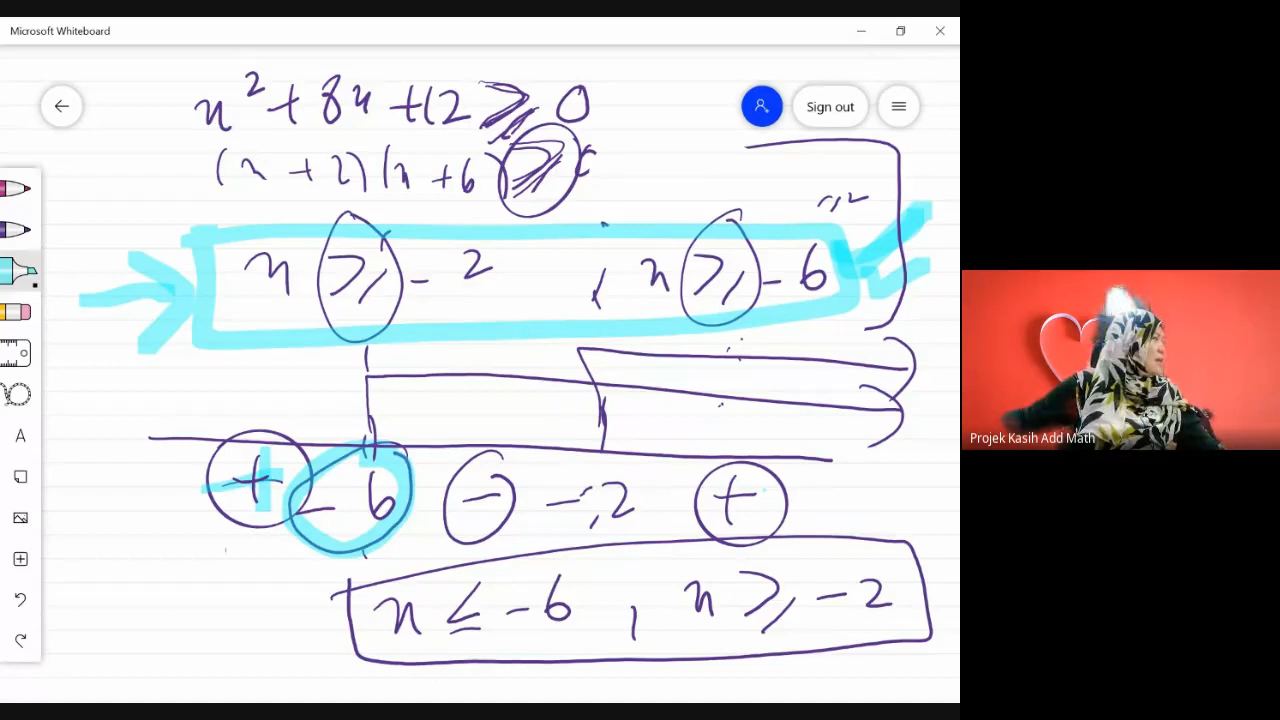 Microsoft Whiteboard
x² + 8x + 12 ≥ 0
Sign out
(x + 2)(x + 6) ≥
x ≥ -2 , x ≥ -6
+ -6 - -2 +
x ≤ -6 , x ≥ -2
A
Projek Kasih Add Math